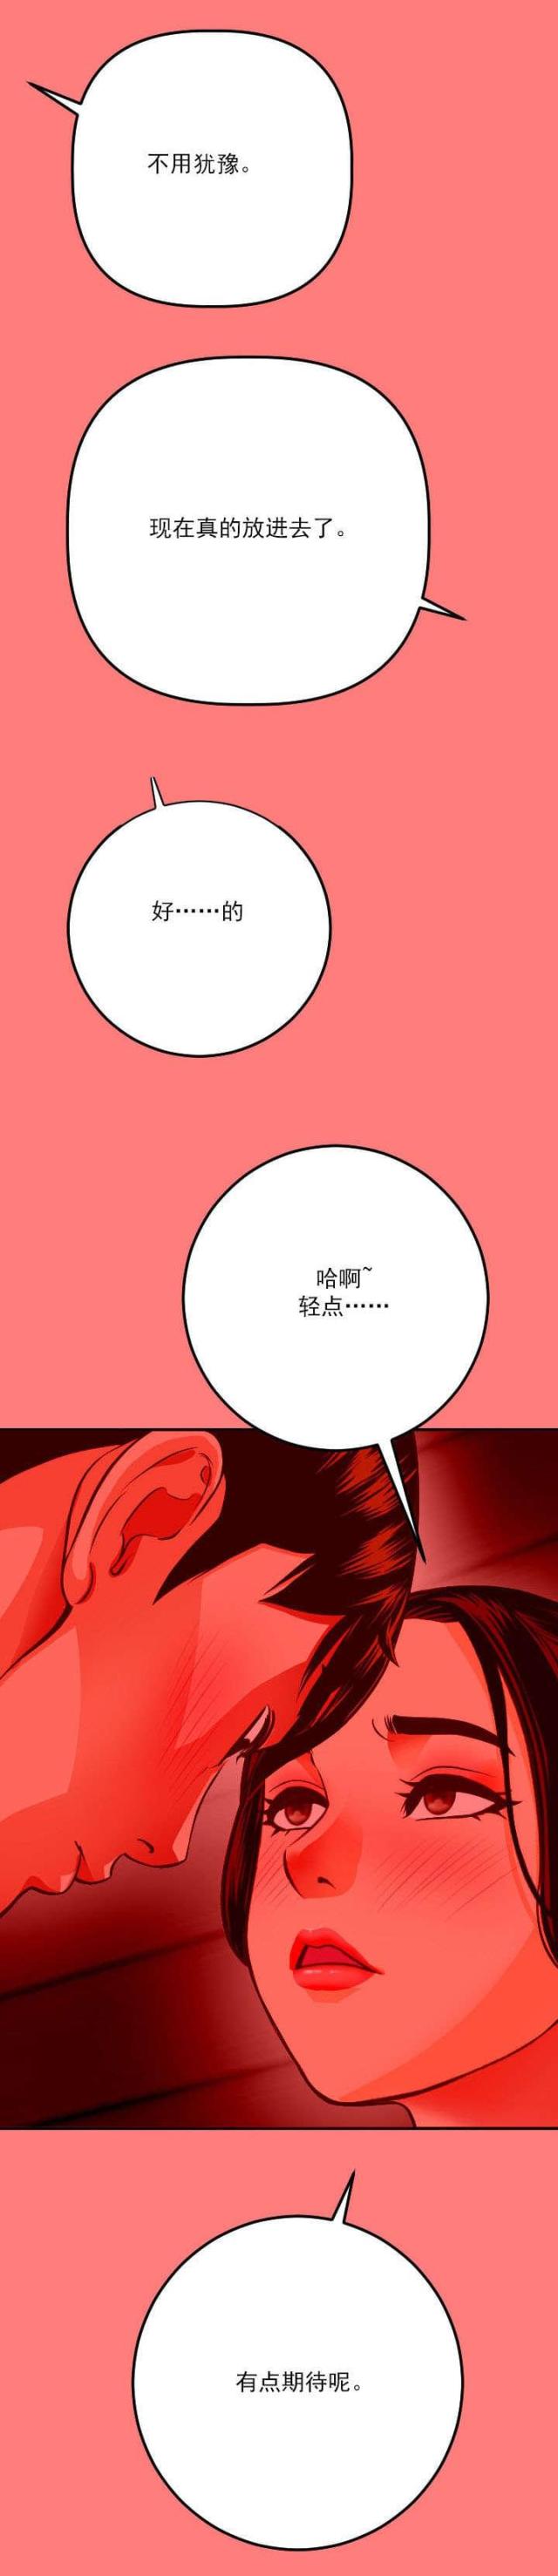 不用犹豫。
现在真的放进去了。
好……的
哈啊~
轻点……
有点期待呢。